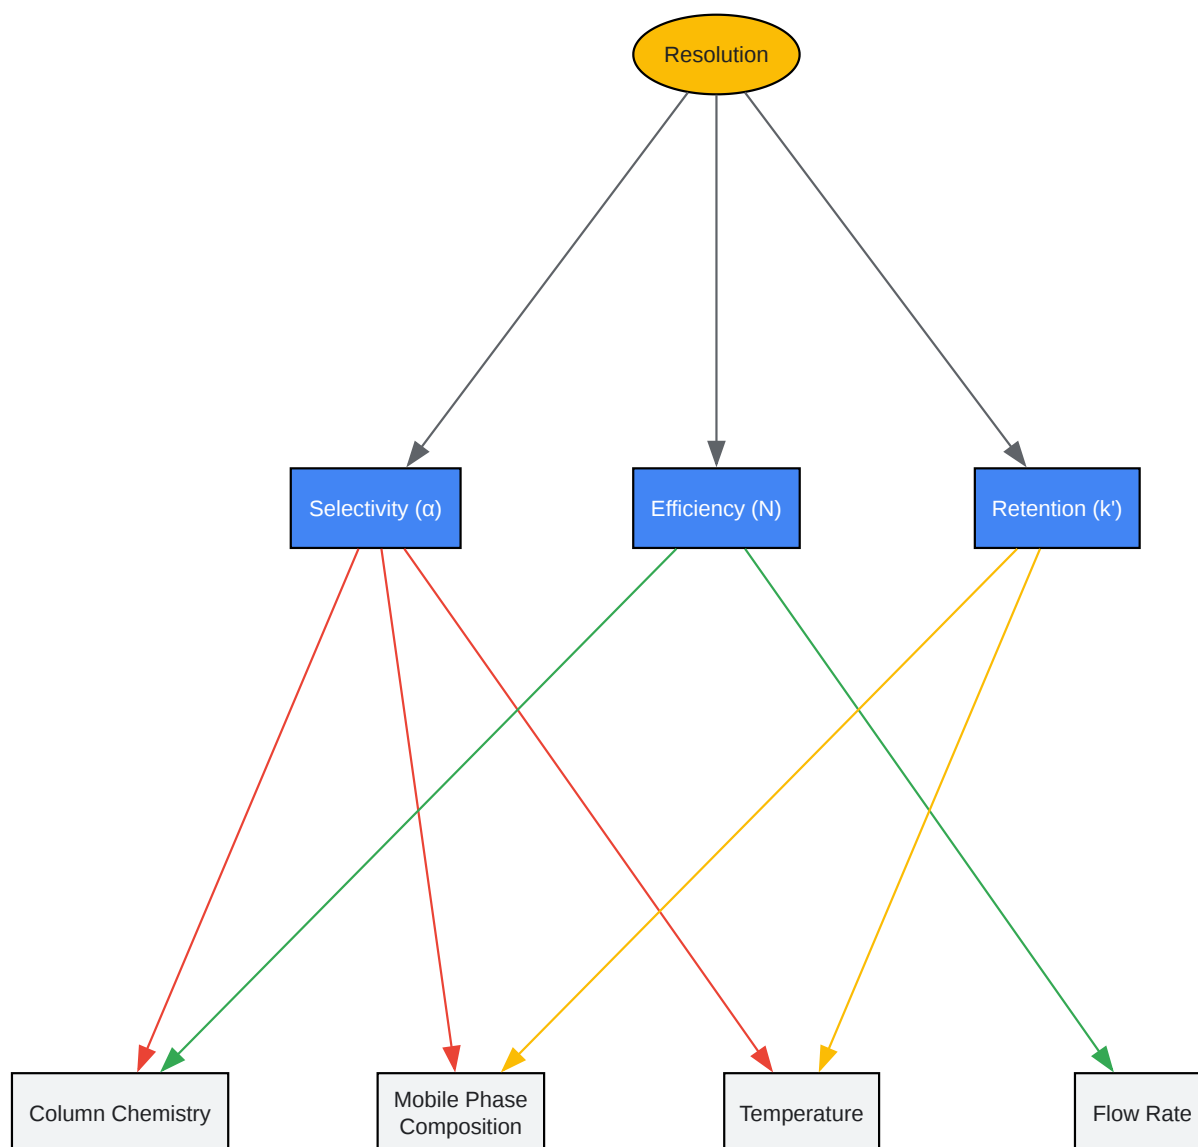 Resolution
Selectivity (α)
Efficiency (N)
Retention (k')
Column Chemistry
Mobile Phase
Composition
Temperature
Flow Rate